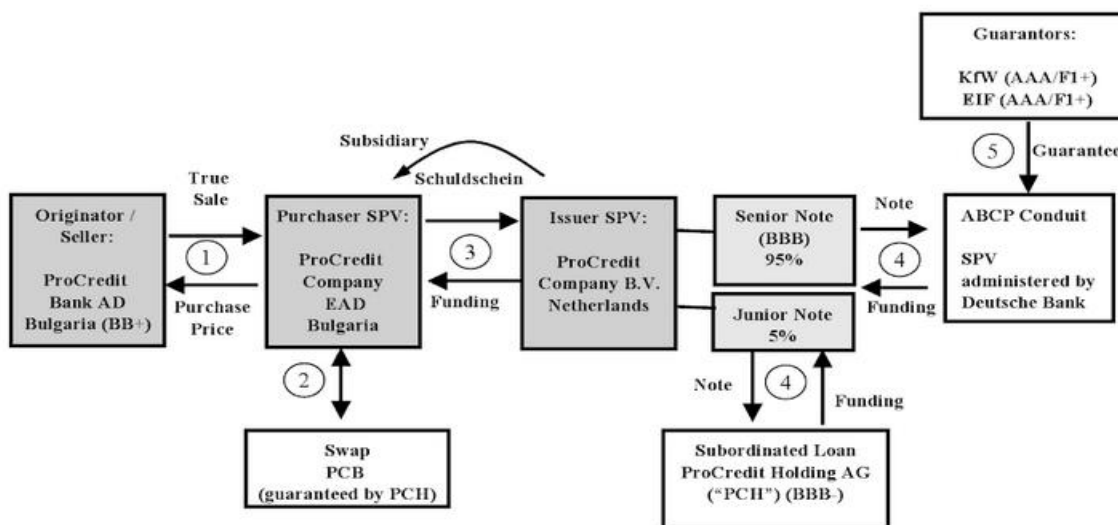 Guarantors:
KfW (AAA/F1+)
EIF (AAA/F1+)
5
Guarantee
Subsidiary
Schuldschein
True
Sale
1
Purchase
Price
Originator /
Seller:
ProCredit
Bank AD
Bulgaria (BB+)
Purchaser SPV:
ProCredit
Company
EAD
Bulgaria
3
Funding
Issuer SPV:
ProCredit
Company B.V.
Netherlands
Senior Note
(BBB)
95%
Junior Note
5%
Note
4
Funding
ABCP Conduit
SPV
administered by
Deutsche Bank
2
Swap
PCB
(guaranteed by PCH)
Note
4
Funding
Subordinated Loan
ProCredit Holding AG
("PCH") (BBB-)